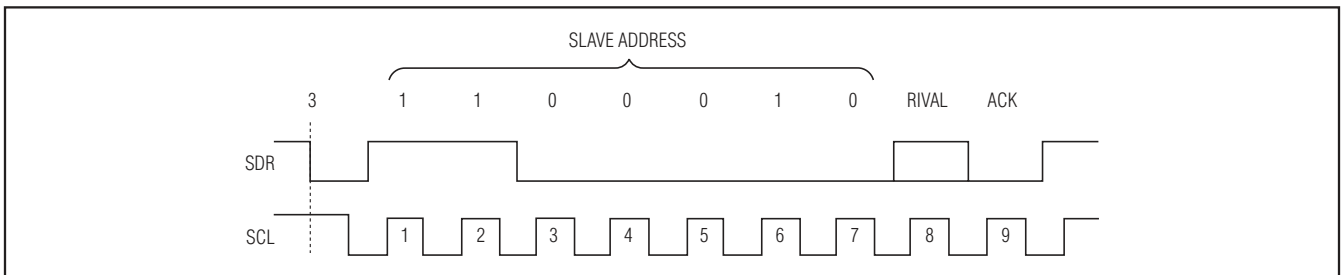 SLAVE ADDRESS
3 1 1 0 0 0 1 0 RIVAL ACK
SDR
SCL 1 2 3 4 5 6 7 8 9